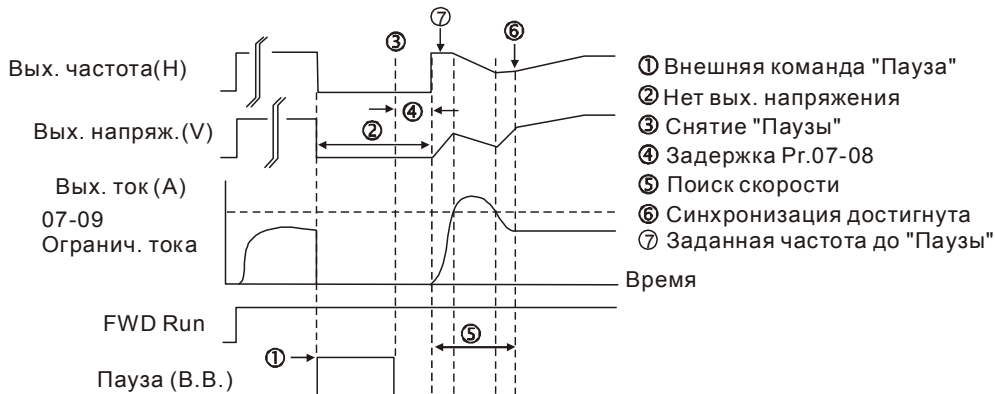 ⑦
⑥
③
Вых. частота(H)
① Внешняя команда "Пауза"
② Нет вых. напряжения
④
Вых. напряж.(V)
②
③ Снятие "Паузы"
④ Задержка Pr.07-08
Вых. ток (A)
⑤ Поиск скорости
07-09
⑥ Синхронизация достигнута
Огранич. тока
⑦ Заданная частота до "Паузы"
Время
FWD Run
⑤
①
Пауза (B.B.)